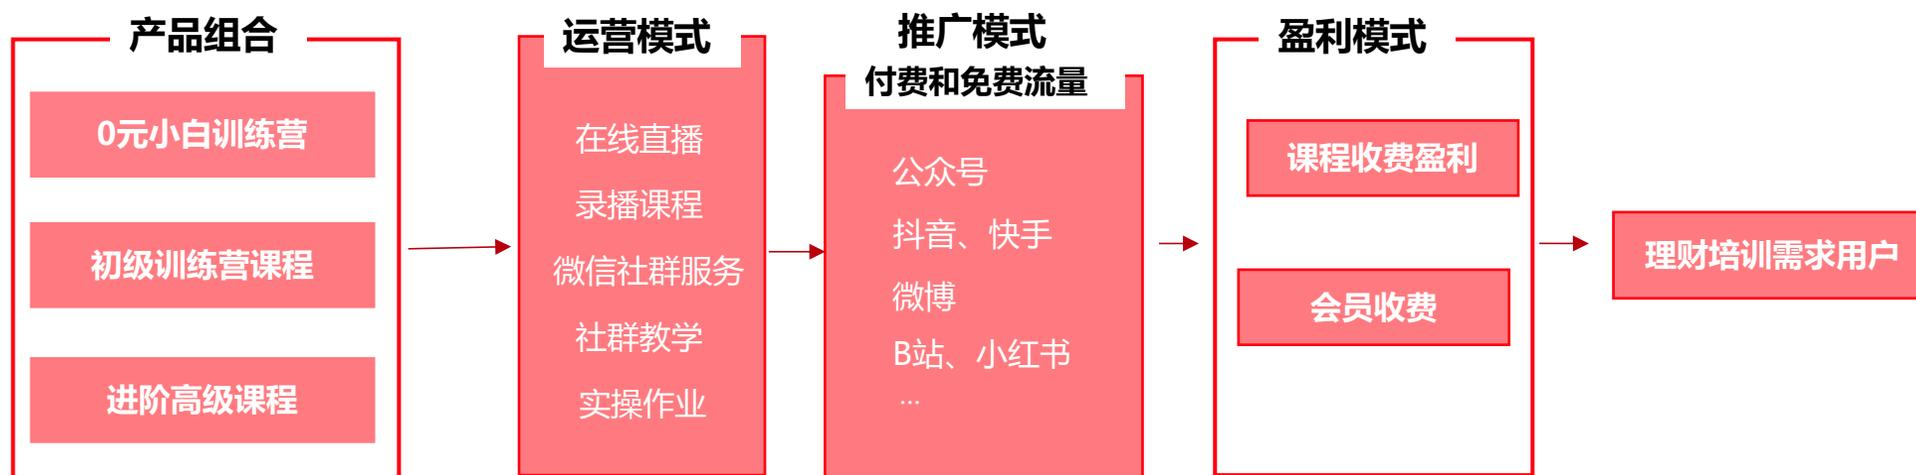 产品组合
0元小白训练营
初级训练营课程
进阶高级课程
运营模式
在线直播
录播课程
微信社群服务
社群教学
实操作业
推广模式
付费和免费流量
公众号
抖音、快手
微博
B站、小红书
...
盈利模式
课程收费盈利
会员收费
理财培训需求用户